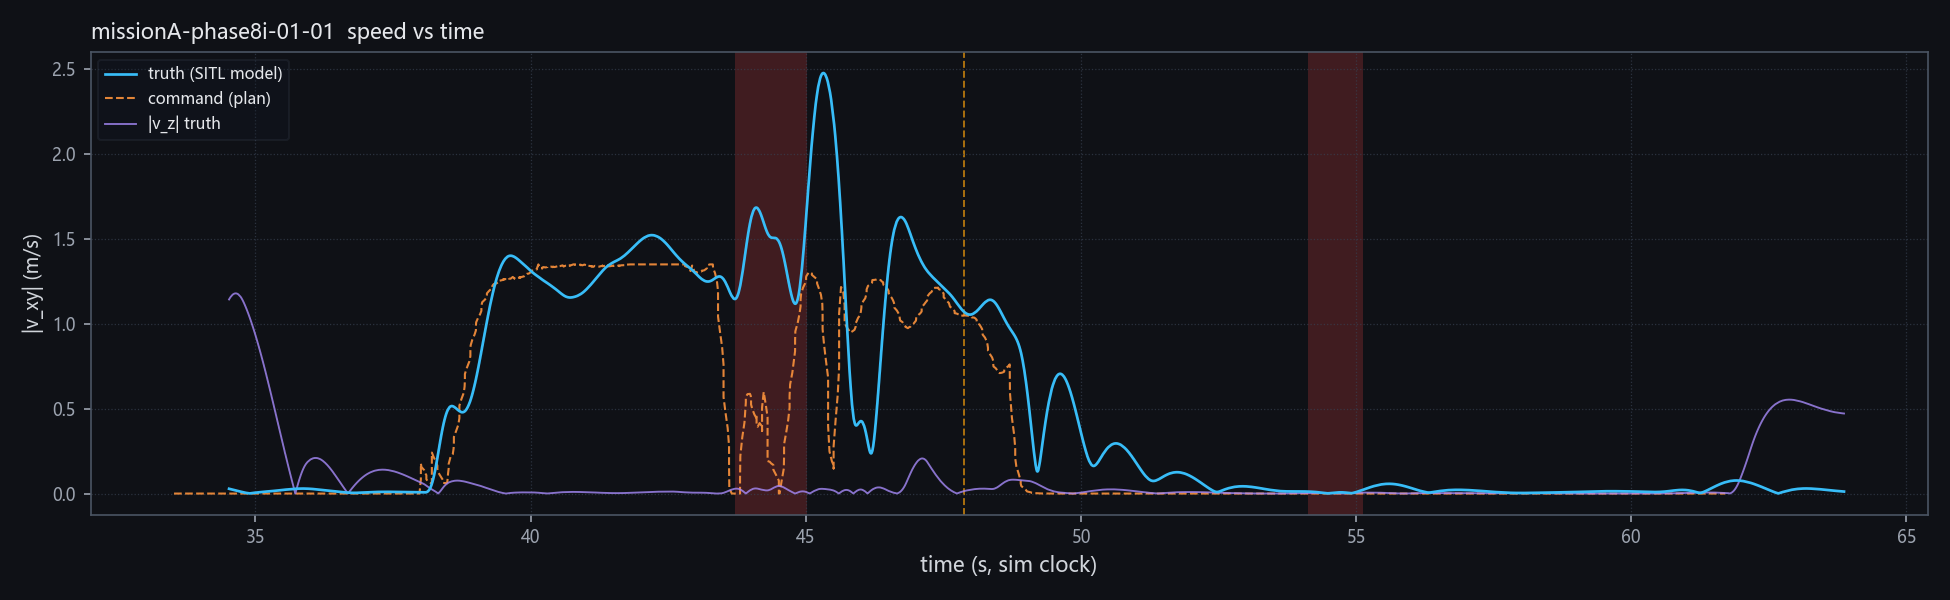 missionA-phase8i-01-01 speed vs time
truth (SITL model)
command (plan)
|v_z| truth
|v_xy| (m/s)
2.5
2.0
1.5
1.0
0.5
0.0
35
40
45
50
55
60
65
time (s, sim clock)